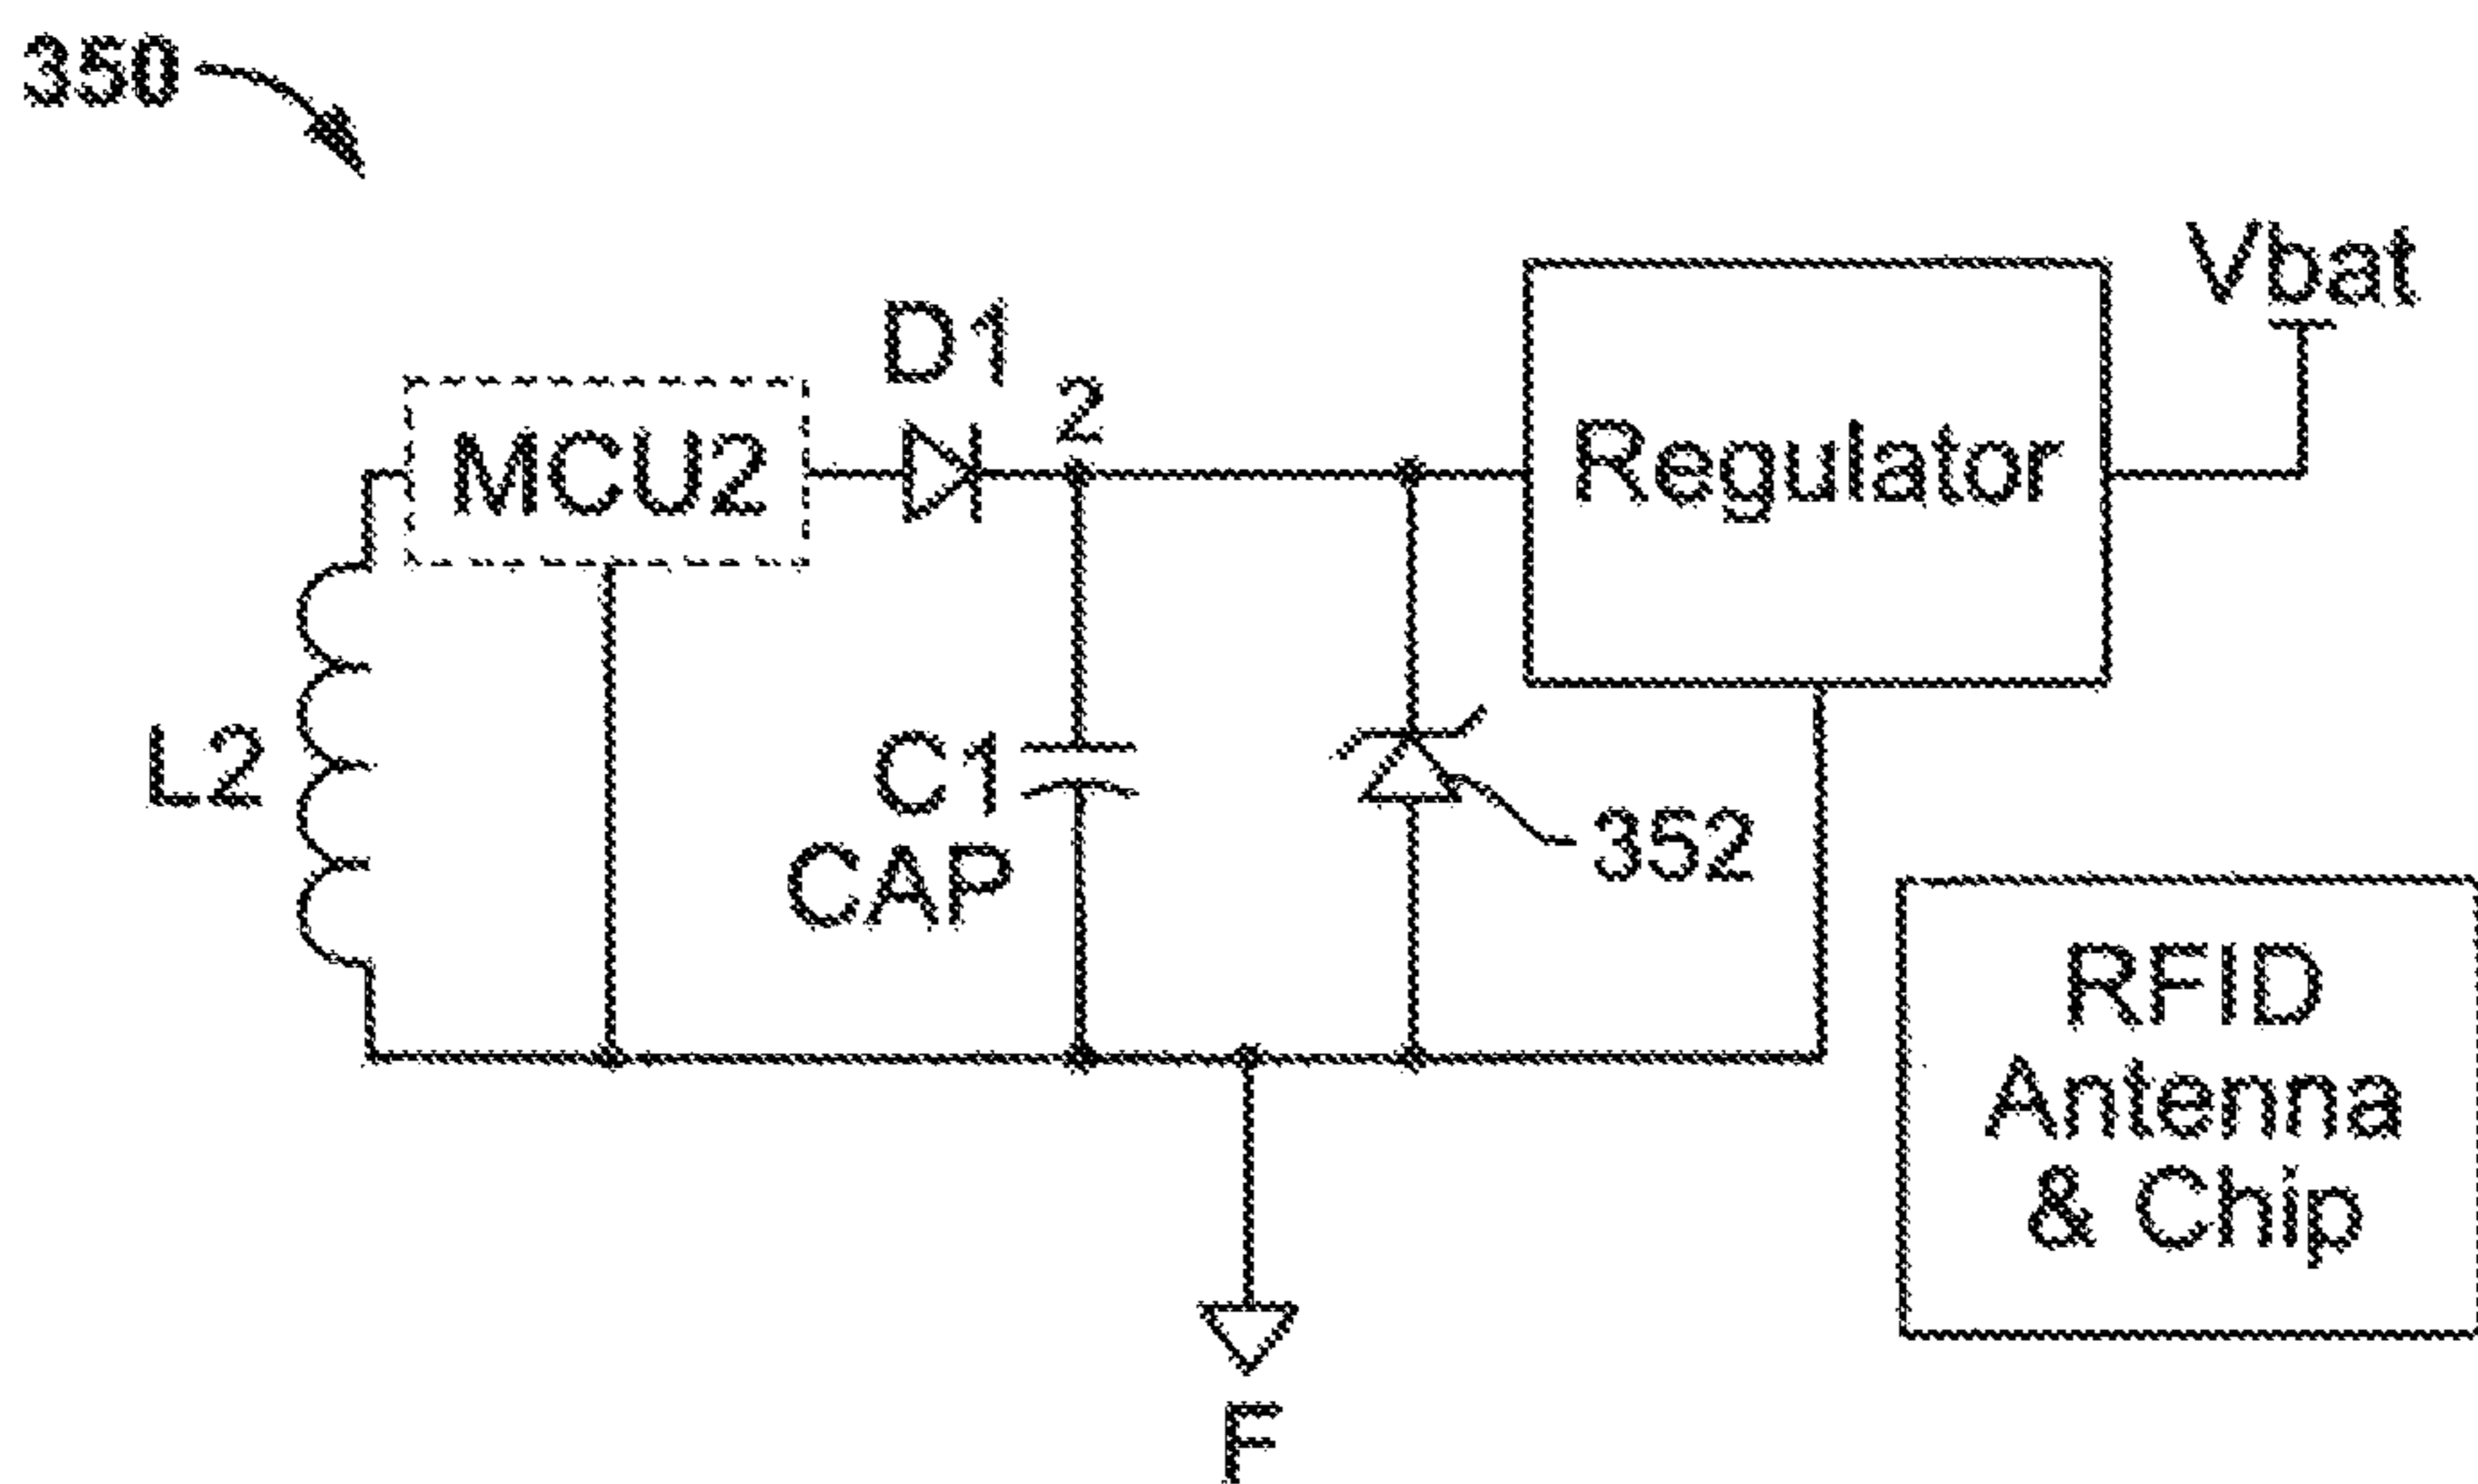 350
Vbat
D1
2
MCU2
Regulator
L2
C1
CAP
352
RFID
Antenna
& Chip